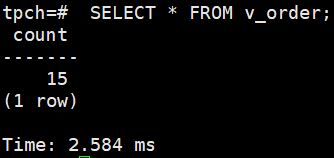 tpch=#  SELECT * FROM v_order;
 count
-------
    15
(1 row)

Time: 2.584 ms